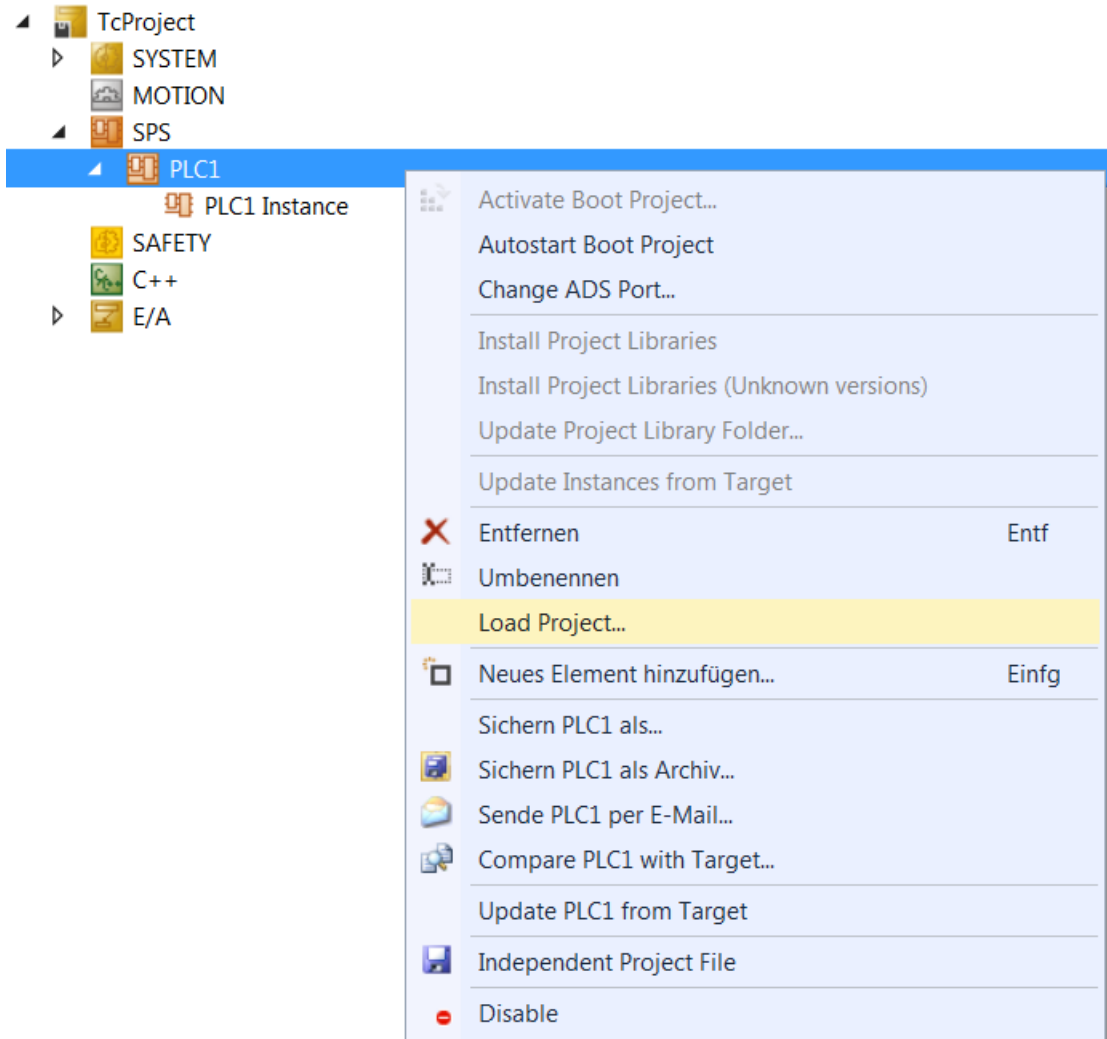 TcProject
SYSTEM
MOTION
SPS
PLC1
PLC1 Instance
SAFETY
C++
E/A
Activate Boot Project...
Autostart Boot Project
Change ADS Port...
Install Project Libraries
Install Project Libraries (Unknown versions)
Update Project Library Folder...
Update Instances from Target
Entfernen Entf
Umbenennen
Load Project...
Neues Element hinzufügen... Einfg
Sichern PLC1 als...
Sichern PLC1 als Archiv...
Sende PLC1 per E-Mail...
Compare PLC1 with Target...
Update PLC1 from Target
Independent Project File
Disable